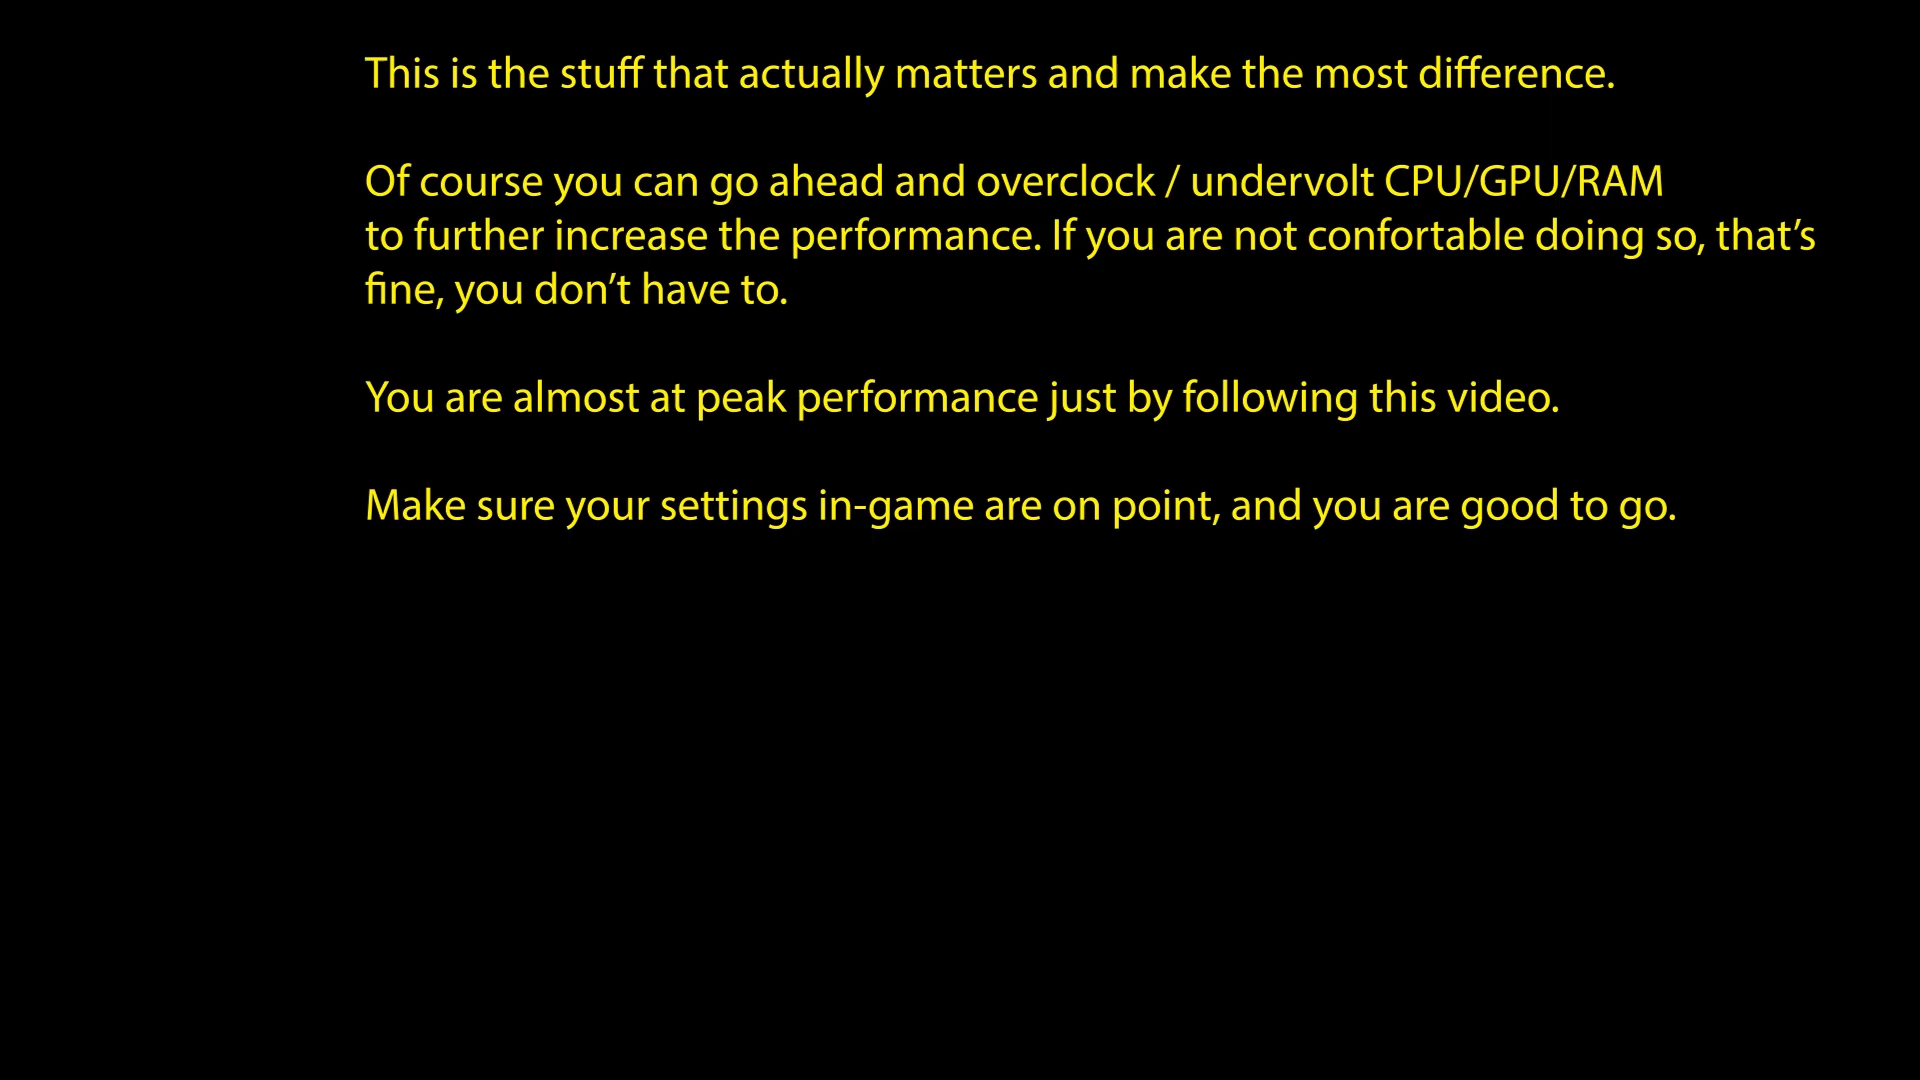 This is the stuff that actually matters and make the most difference.
Of course you can go ahead and overclock / undervolt CPU/GPU/RAM
to further increase the performance. If you are not confortable doing so, that’s
fine, you don’t have to.
You are almost at peak performance just by following this video.
Make sure your settings in-game are on point, and you are good to go.